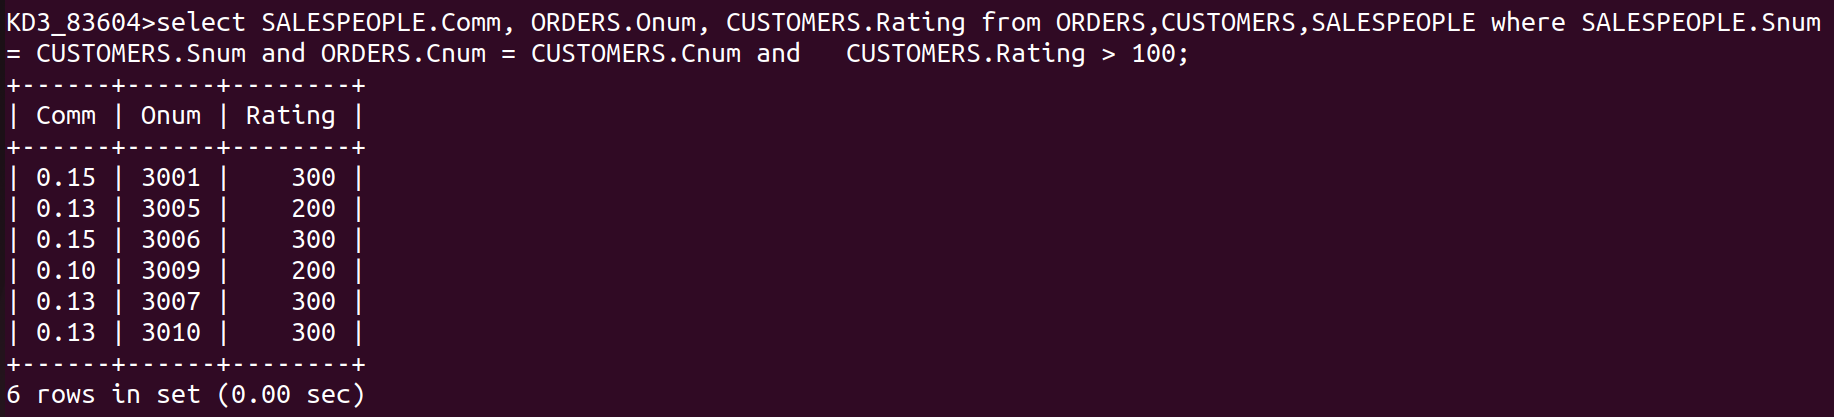 KD3_83604>select SALESPEOPLE.Comm, ORDERS.Onum, CUSTOMERS.Rating from ORDERS,CUSTOMERS,SALESPEOPLE where SALESPEOPLE.Snum
= CUSTOMERS.Snum and ORDERS.Cnum = CUSTOMERS.Cnum and   CUSTOMERS.Rating > 100;
+------+------+--------+
| Comm | Onum | Rating |
+------+------+--------+
| 0.15 | 3001 |    300 |
| 0.13 | 3005 |    200 |
| 0.15 | 3006 |    300 |
| 0.10 | 3009 |    200 |
| 0.13 | 3007 |    300 |
| 0.13 | 3010 |    300 |
+------+------+--------+
6 rows in set (0.00 sec)